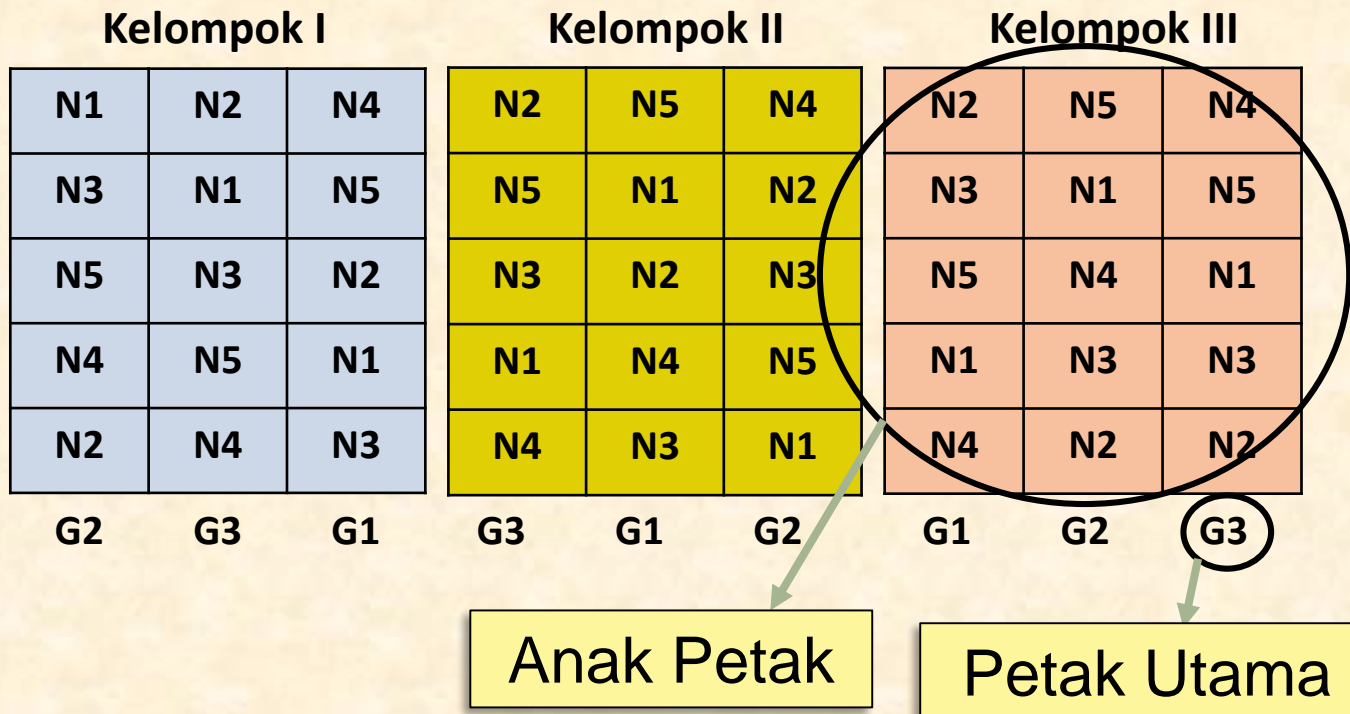 Kelompok I Kelompok II Kelompok III
N1 N2 N4 N2 N5 N4 N2 N5 N4
N3 N1 N5 N5 N1 N2 N3 N1 N5
N5 N3 N2 N3 N2 N3 N5 N4 N1
N4 N5 N1 N1 N4 N5 N1 N3 N3
N2 N4 N3 N4 N3 N1 N4 N2 N2
G2 G3 G1 G3 G1 G2 G1 G2 G3
Anak Petak Petak Utama